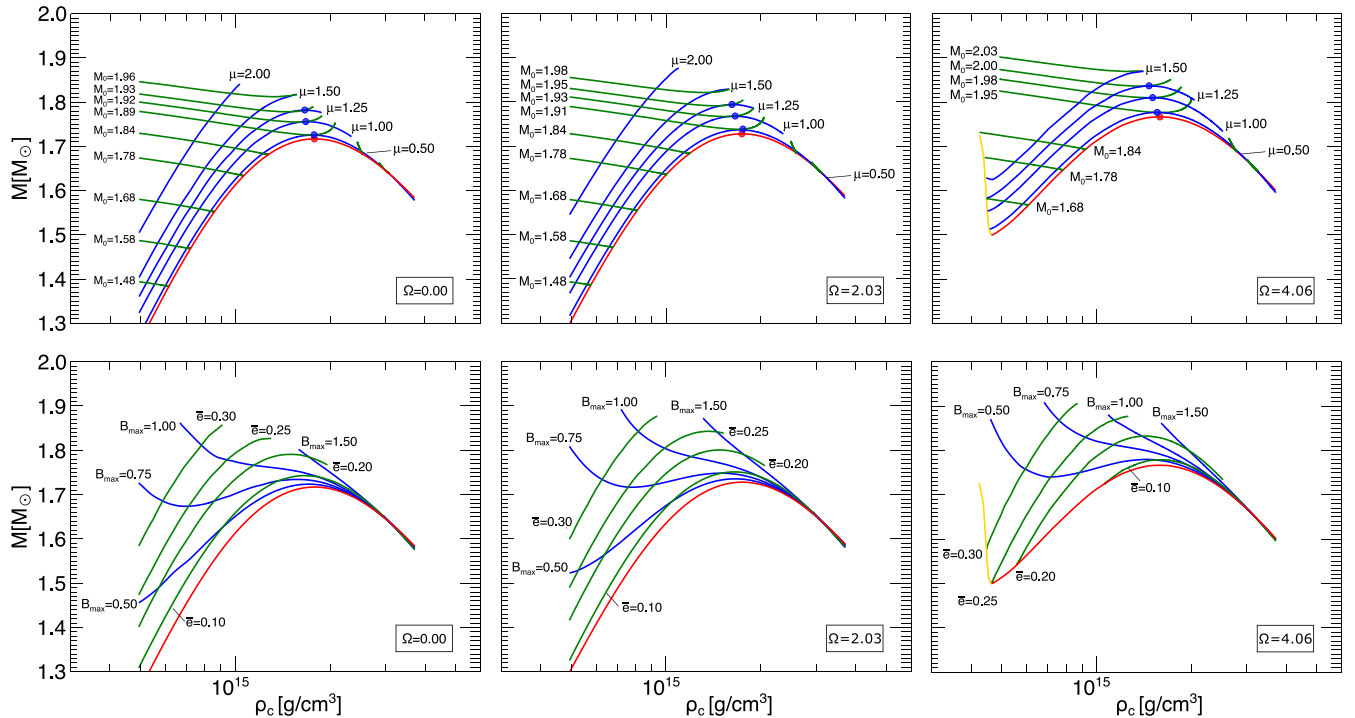 2.0
1.9
1.8
1.7
1.6
1.5
1.4
1.3
M[M☉]
M₀=1.96
M₀=1.93
M₀=1.92
M₀=1.89
M₀=1.84
M₀=1.78
M₀=1.68
M₀=1.58
M₀=1.48
μ=2.00
μ=1.50
μ=1.25
μ=1.00
μ=0.50
Ω=0.00
M₀=1.98
M₀=1.95
M₀=1.93
M₀=1.91
M₀=1.84
M₀=1.78
M₀=1.68
M₀=1.58
M₀=1.48
μ=2.00
μ=1.50
μ=1.25
μ=1.00
μ=0.50
Ω=2.03
M₀=2.03
M₀=2.00
M₀=1.98
M₀=1.95
μ=1.50
μ=1.25
μ=1.00
μ=0.50
M₀=1.84
M₀=1.78
M₀=1.68
Ω=4.06
2.0
1.9
1.8
1.7
1.6
1.5
1.4
1.3
M[M☉]
Bmax=1.00
e̅=0.30
e̅=0.25
Bmax=1.50
e̅=0.20
Bmax=0.75
Bmax=0.50
e̅=0.10
Ω=0.00
10¹⁵
ρc [g/cm³]
Bmax=1.00
Bmax=1.50
e̅=0.25
Bmax=0.75
e̅=0.20
e̅=0.30
Bmax=0.50
e̅=0.10
Ω=2.03
10¹⁵
ρc [g/cm³]
Bmax=0.75
Bmax=0.50
Bmax=1.00
Bmax=1.50
e̅=0.10
e̅=0.30
e̅=0.20
e̅=0.25
Ω=4.06
10¹⁵
ρc [g/cm³]